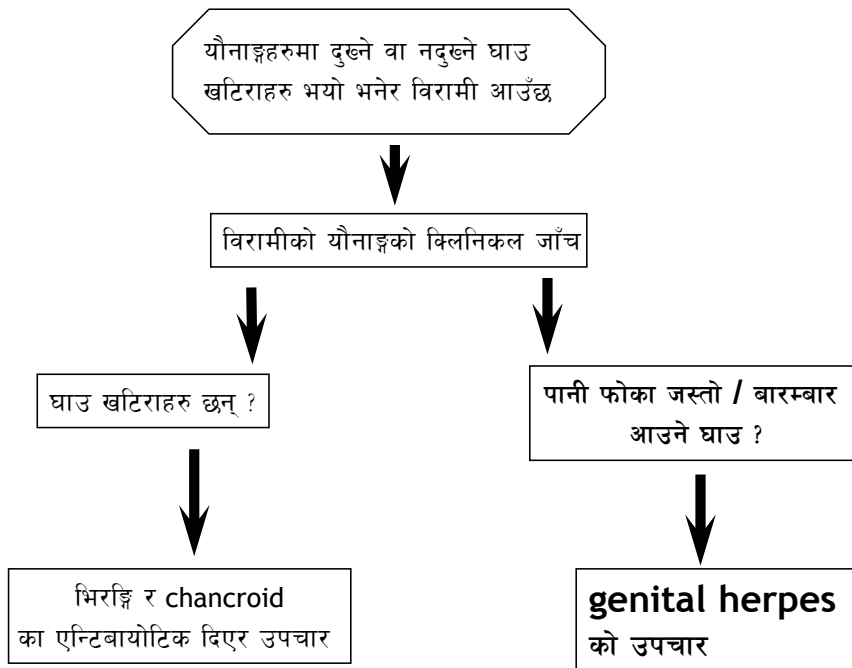 यौनाङ्गहरुमा दुख्ने वा नदुख्ने घाउ
खटिराहरु भयो भनेर विरामी आउँछ
विरामीको यौनाङ्गको क्लिनिकल जाँच
घाउ खटिराहरु छन् ?
पानी फोका जस्तो / बारम्बार
आउने घाउ ?
भिरङ्गि र chancroid
का एन्टिबायोटिक दिएर उपचार
genital herpes
को उपचार